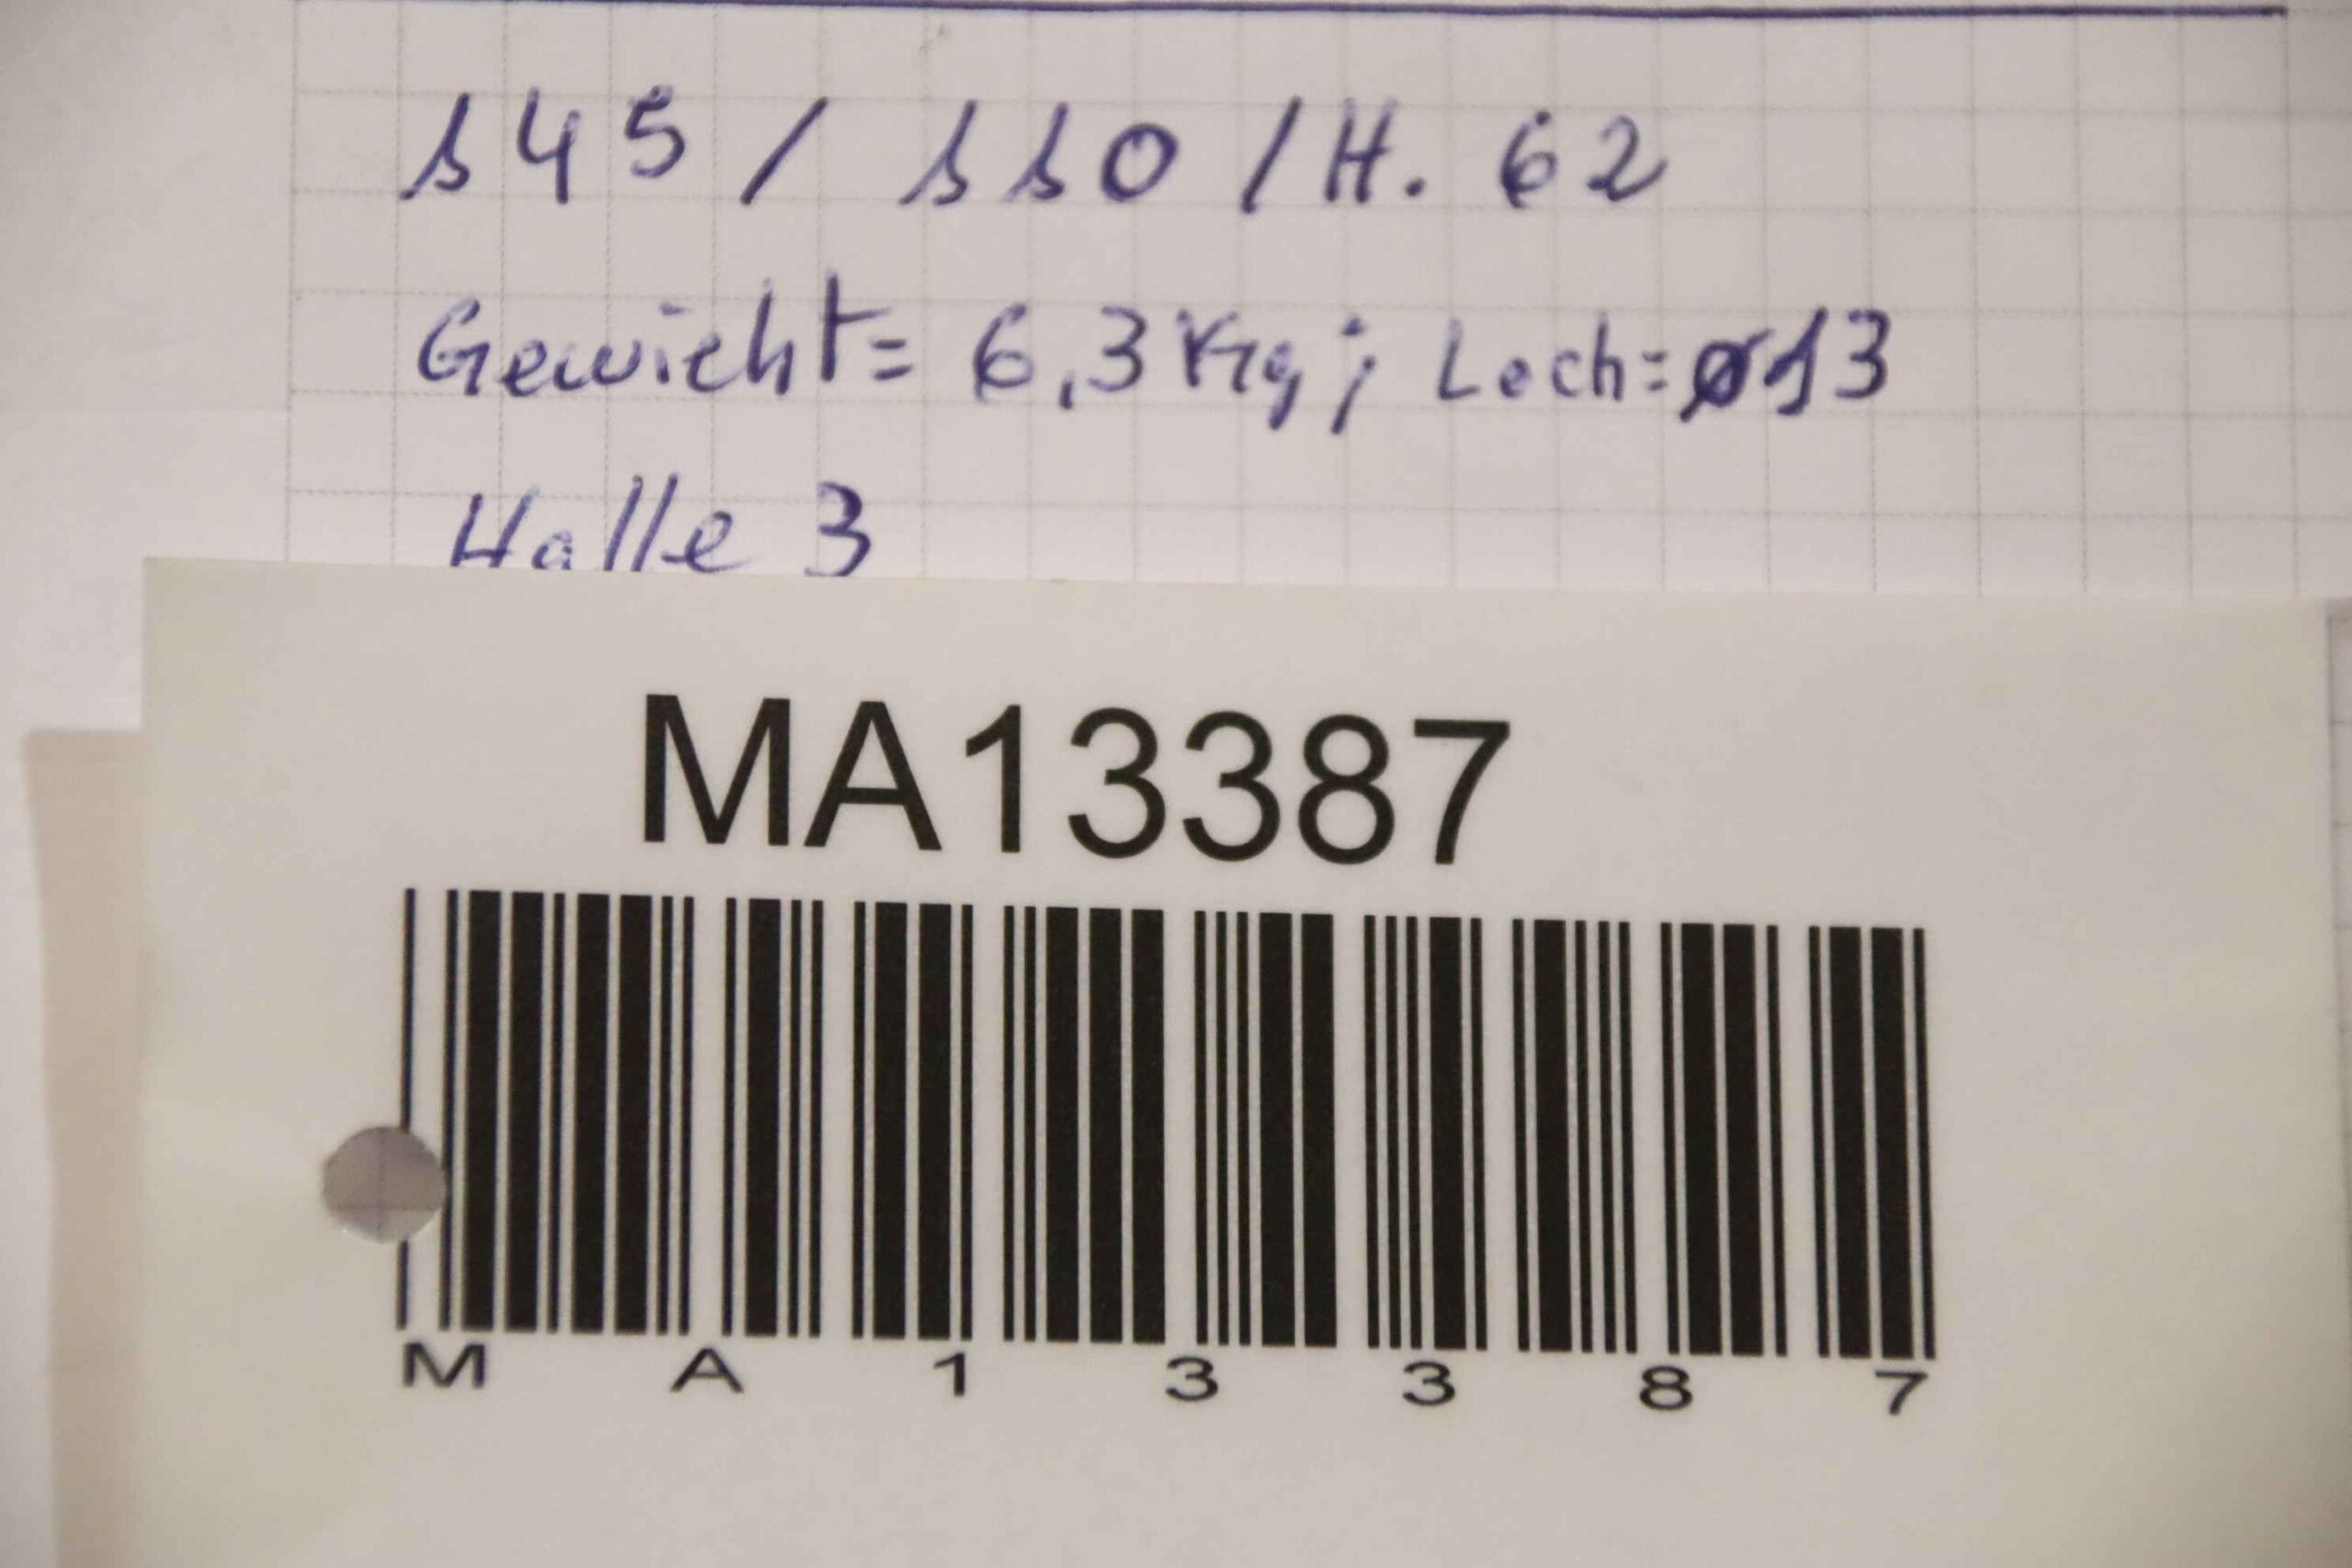 145 / 110 / H. 62
Gewicht= 6,3 Kg ; Loch= ø13
Halle 3
MA13387
M A 1 3 3 8 7